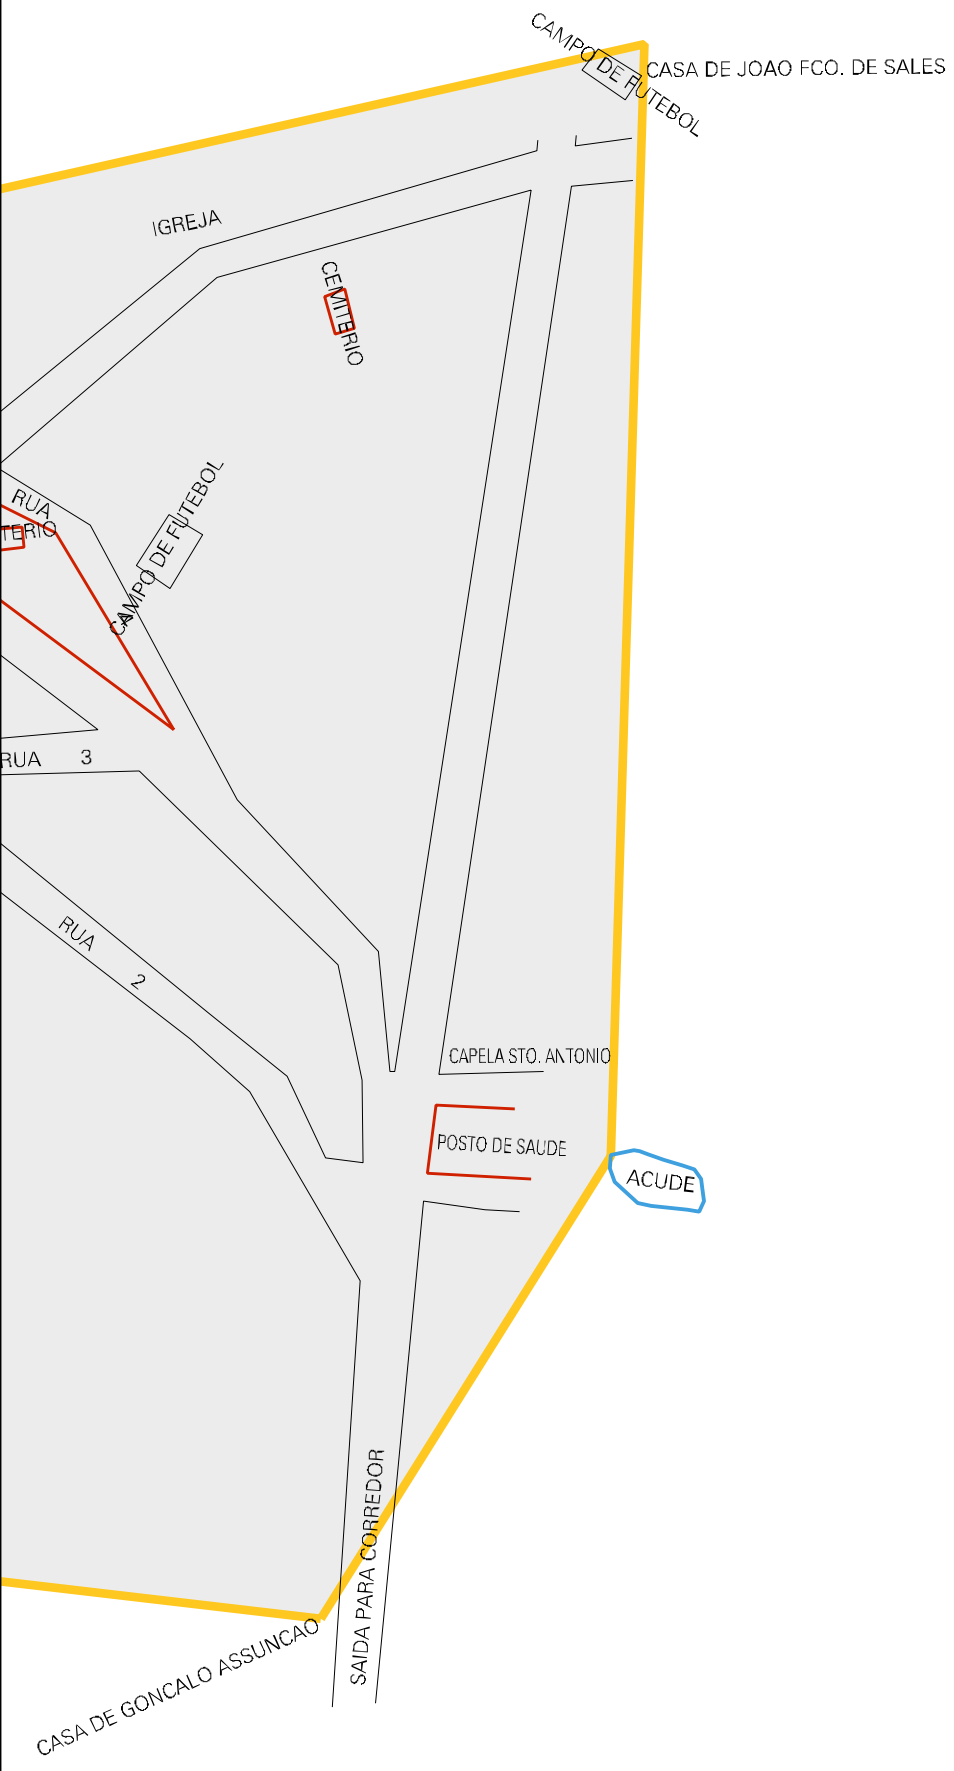 CAMPO DE FUTEBOL
CASA DE JOAO FCO. DE SALES
IGREJA
CEMITERIO
RUA
TERIO
CAMPO DE FUTEBOL
RUA 3
RUA 2
CAPELA STO. ANTONIO
POSTO DE SAUDE
ACUDE
SAIDA PARA CORREDOR
CASA DE GONCALO ASSUNCAO